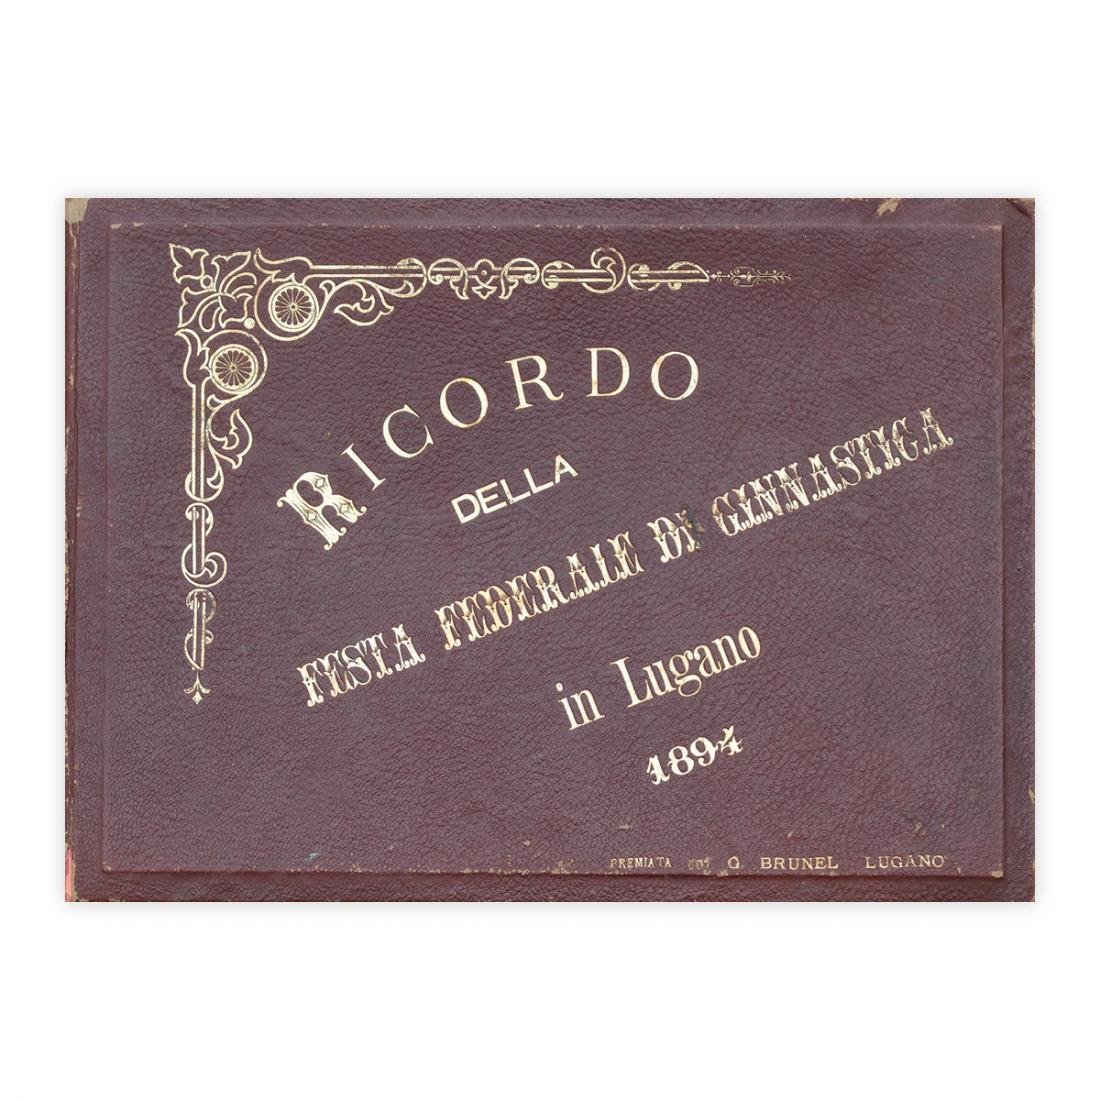 RICORDO
DELLA
FESTA FEDERALE DI GINNASTICA
in Lugano
1894
PREMIATA G. BRUNEL LUGANO